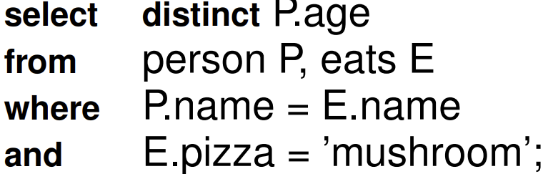 select distinct P.age
from person P, eats E
where P.name = E.name
and E.pizza = ’mushroom’;